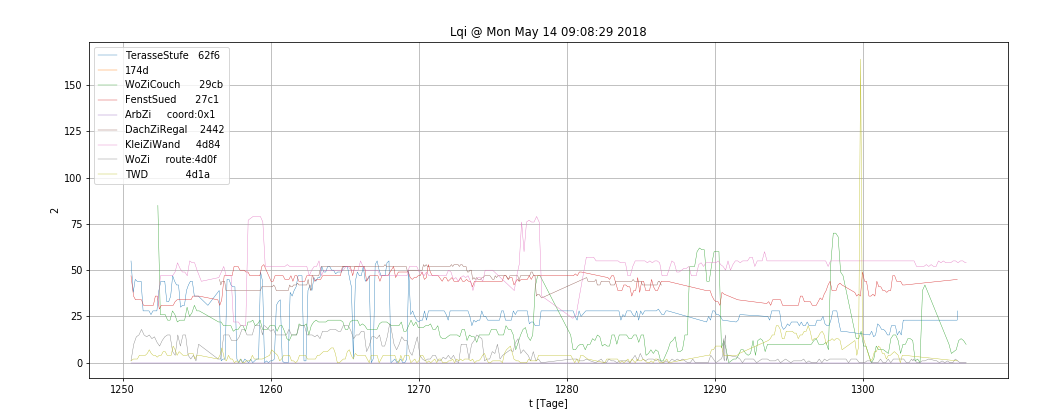 Lqi @ Mon May 14 09:08:29 2018
TerasseStufe 62f6
174d
WoZiCouch 29cb
FenstSued 27c1
ArbZi coord:0x1
DachZiRegal 2442
KleiZiWand 4d84
WoZi route:4d0f
TWD 4d1a
150
125
100
75
50
25
0
2
1250 1260 1270 1280 1290 1300
t [Tage]